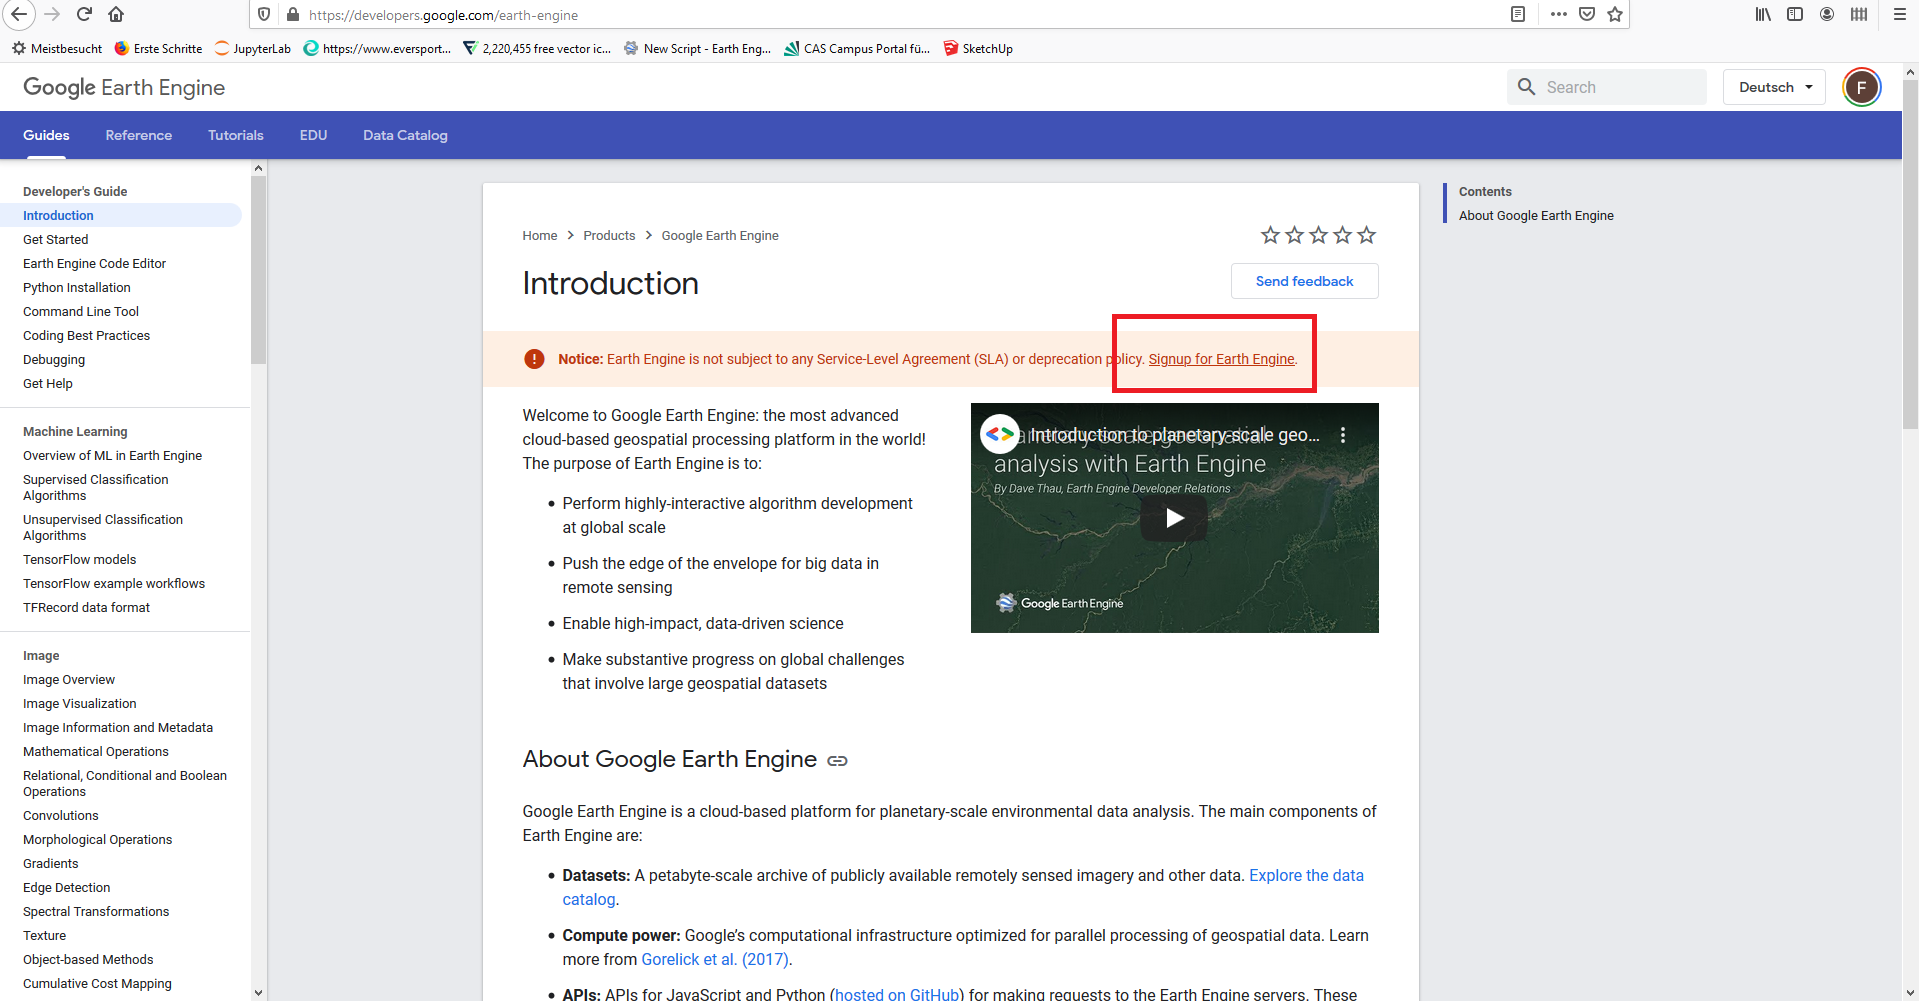 https://developers.google.com/earth-engine
Meistbesucht
Erste Schritte
JupyterLab
https://www.eversport...
2,220,455 free vector ic...
New Script - Earth Eng...
CAS Campus Portal fü...
SketchUp
Google Earth Engine
Search
Deutsch
F
Guides
Reference
Tutorials
EDU
Data Catalog
Developer's Guide
Introduction
Get Started
Earth Engine Code Editor
Python Installation
Command Line Tool
Coding Best Practices
Debugging
Get Help
Machine Learning
Overview of ML in Earth Engine
Supervised Classification
Algorithms
Unsupervised Classification
Algorithms
TensorFlow models
TensorFlow example workflows
TFRecord data format
Image
Image Overview
Image Visualization
Image Information and Metadata
Mathematical Operations
Relational, Conditional and Boolean
Operations
Convolutions
Morphological Operations
Gradients
Edge Detection
Spectral Transformations
Texture
Object-based Methods
Cumulative Cost Mapping
Home > Products > Google Earth Engine
Introduction
Send feedback
Notice: Earth Engine is not subject to any Service-Level Agreement (SLA) or deprecation policy. Signup for Earth Engine.
Welcome to Google Earth Engine: the most advanced
cloud-based geospatial processing platform in the world!
The purpose of Earth Engine is to:
• Perform highly-interactive algorithm development
at global scale
• Push the edge of the envelope for big data in
remote sensing
• Enable high-impact, data-driven science
• Make substantive progress on global challenges
that involve large geospatial datasets
Introduction to planetary-scale geo...
planetary-scale geospatial
analysis with Earth Engine
By Dave Thau, Earth Engine Developer Relations
Google Earth Engine
About Google Earth Engine
Google Earth Engine is a cloud-based platform for planetary-scale environmental data analysis. The main components of
Earth Engine are:
• Datasets: A petabyte-scale archive of publicly available remotely sensed imagery and other data. Explore the data
catalog.
• Compute power: Google's computational infrastructure optimized for parallel processing of geospatial data. Learn
more from Gorelick et al. (2017).
• APIs: APIs for JavaScript and Python (hosted on GitHub) for making requests to the Earth Engine servers. These
Contents
About Google Earth Engine